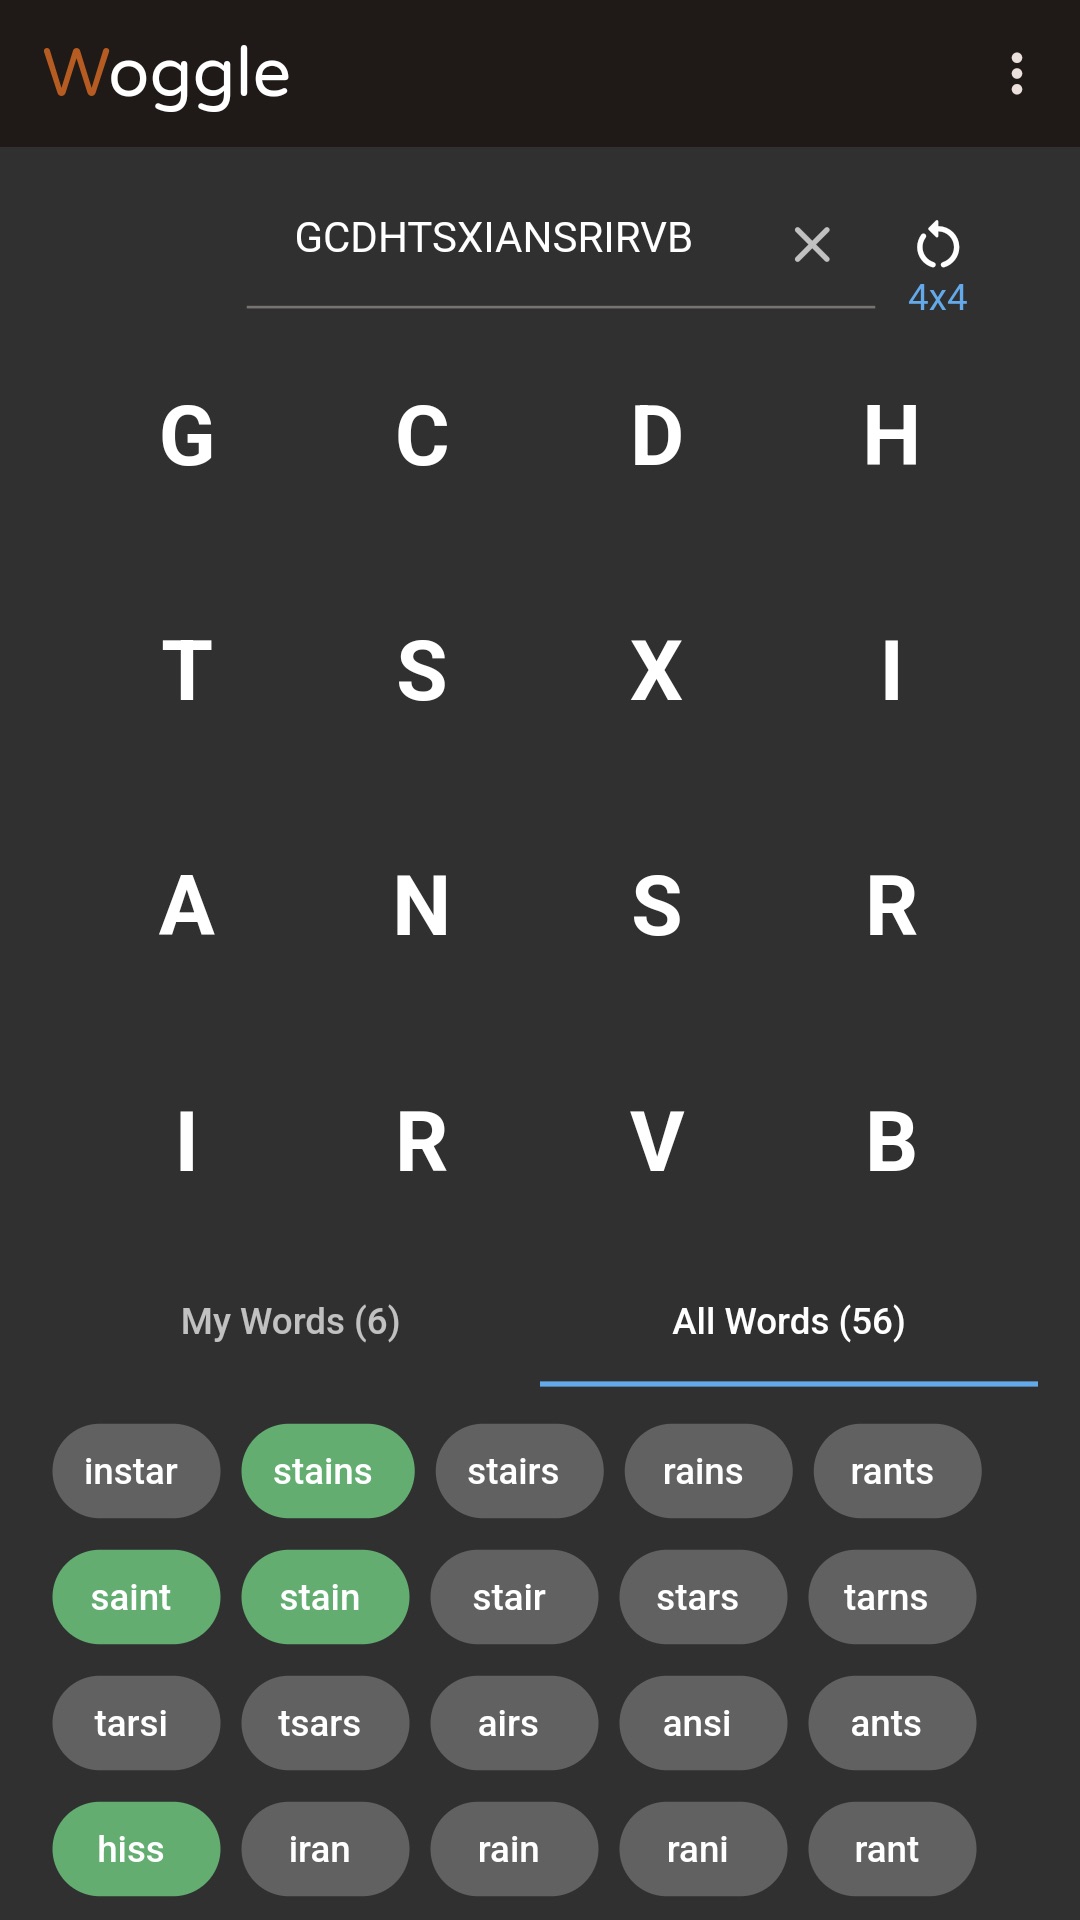 Woggle
GCDHTSXIANSRIRVB
4x4
G C D H
T S X I
A N S R
I R V B
My Words (6) All Words (56)
instar stains stairs rains rants
saint stain stair stars tarns
tarsi tsars airs ansi ants
hiss iran rain rani rant